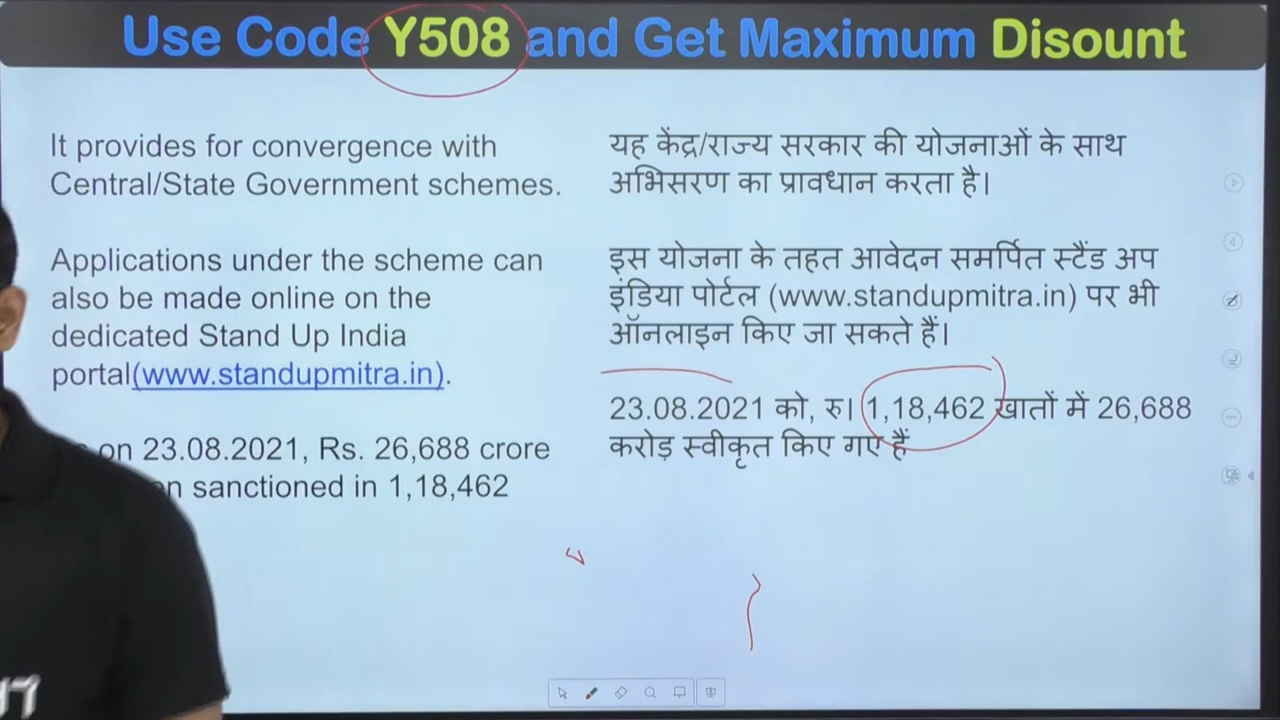 Use Code Y508 and Get Maximum Disount
It provides for convergence with
Central/State Government schemes.
Applications under the scheme can
also be made online on the
dedicated Stand Up India
portal(www.standupmitra.in).
on 23.08.2021, Rs. 26,688 crore
sanctioned in 1,18,462
यह केंद्र/राज्य सरकार की योजनाओं के साथ
अभिसरण का प्रावधान करता है।
इस योजना के तहत आवेदन समर्पित स्टैंड अप
इंडिया पोर्टल (www.standupmitra.in) पर भी
ऑनलाइन किए जा सकते हैं।
23.08.2021 को, रु। 1,18,462 खातों में 26,688
करोड़ स्वीकृत किए गए हैं